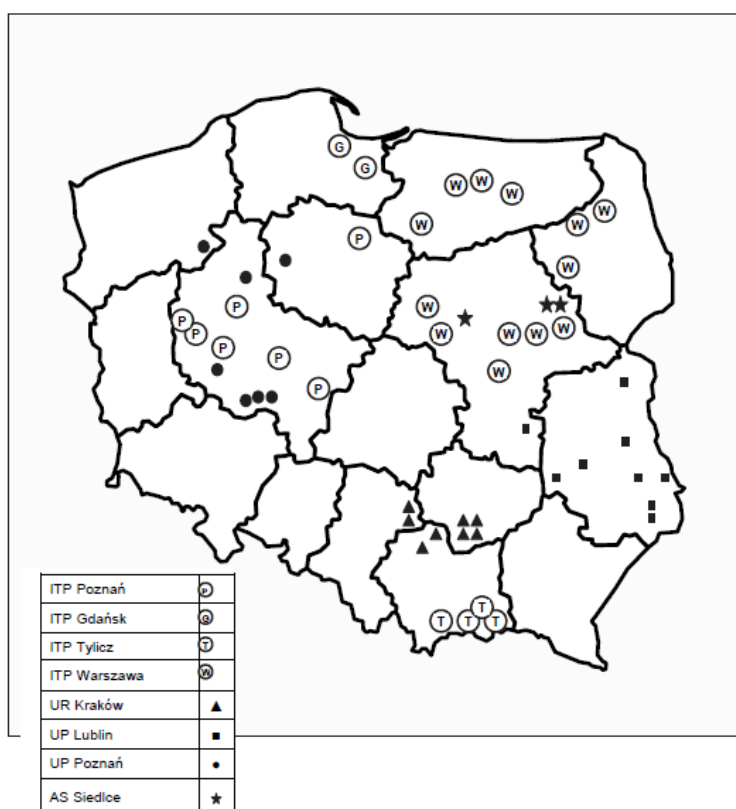 G
G
W
W
W
W
W
W
P
W
P
W
P
W
P
W
W
W
P
P
W
P
T
T
T
T
ITP Poznań P
ITP Gdańsk G
ITP Tylicz T
ITP Warszawa W
UR Kraków
UP Lublin
UP Poznań
AS Siedlce